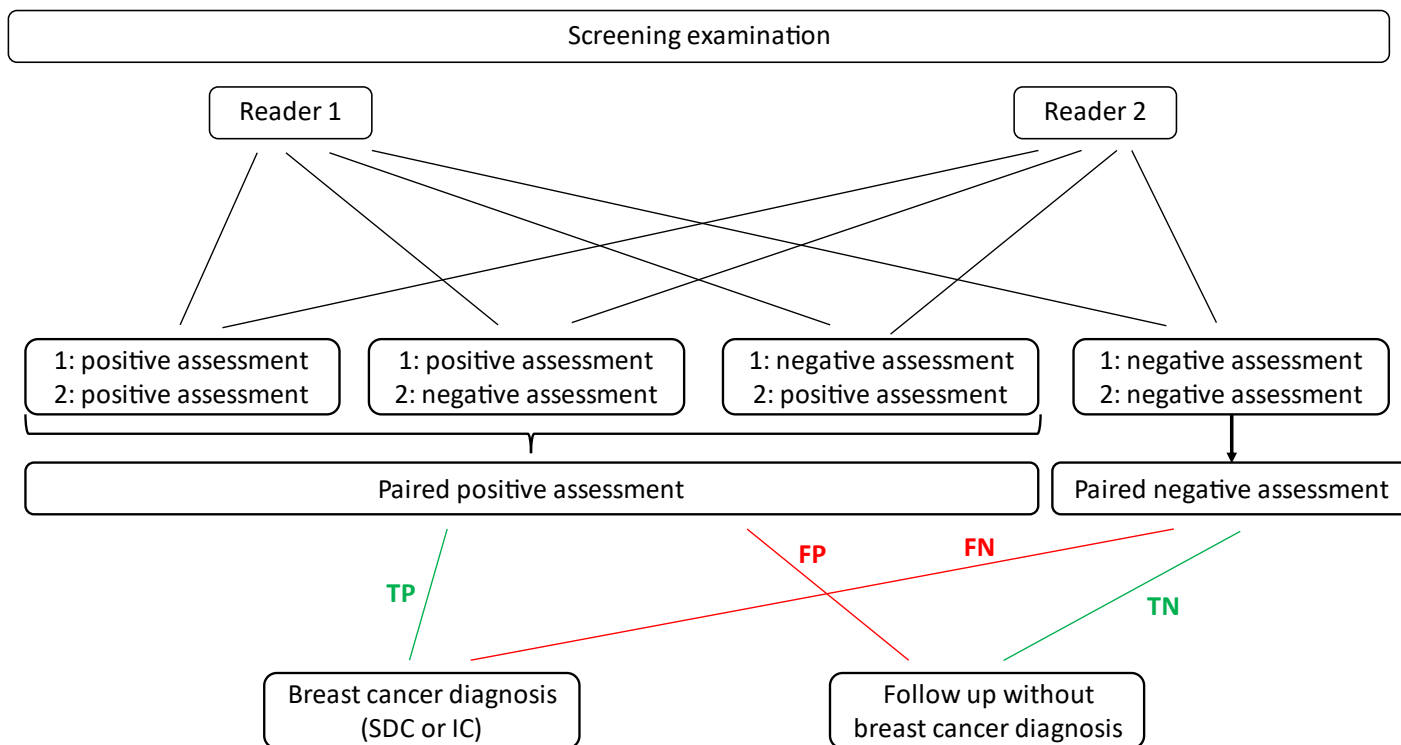 Screening examination
Reader 1
Reader 2
1: positive assessment
2: positive assessment
1: positive assessment
2: negative assessment
1: negative assessment
2: positive assessment
1: negative assessment
2: negative assessment
Paired positive assessment
Paired negative assessment
TP
FP
FN
TN
Breast cancer diagnosis
(SDC or IC)
Follow up without
breast cancer diagnosis